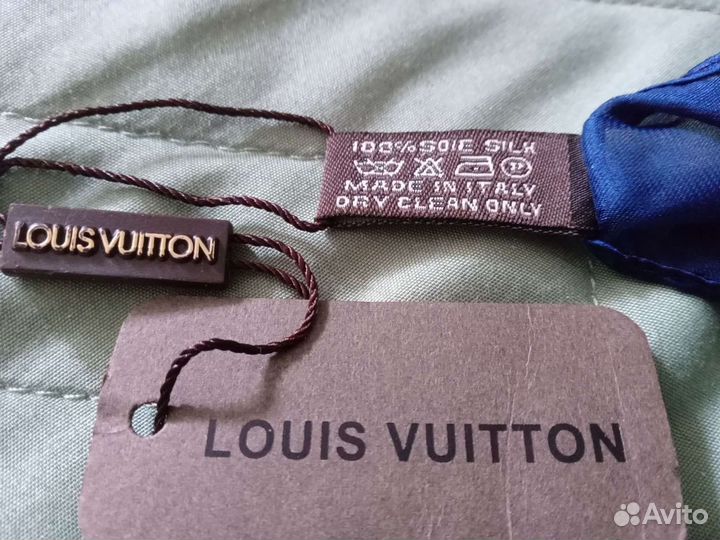 100% SOIE SILK
MADE IN ITALY
DRY CLEAN ONLY
LOUIS VUITTON
LOUIS VUITTON
Avito